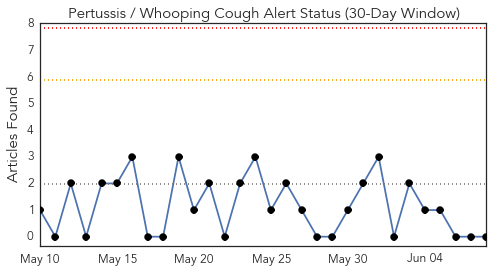 Pertussis / Whooping Cough Alert Status (30-Day Window)
Articles Found
8
7
6
5
4
3
2
1
0
May 10
May 15
May 20
May 25
May 30
Jun 04